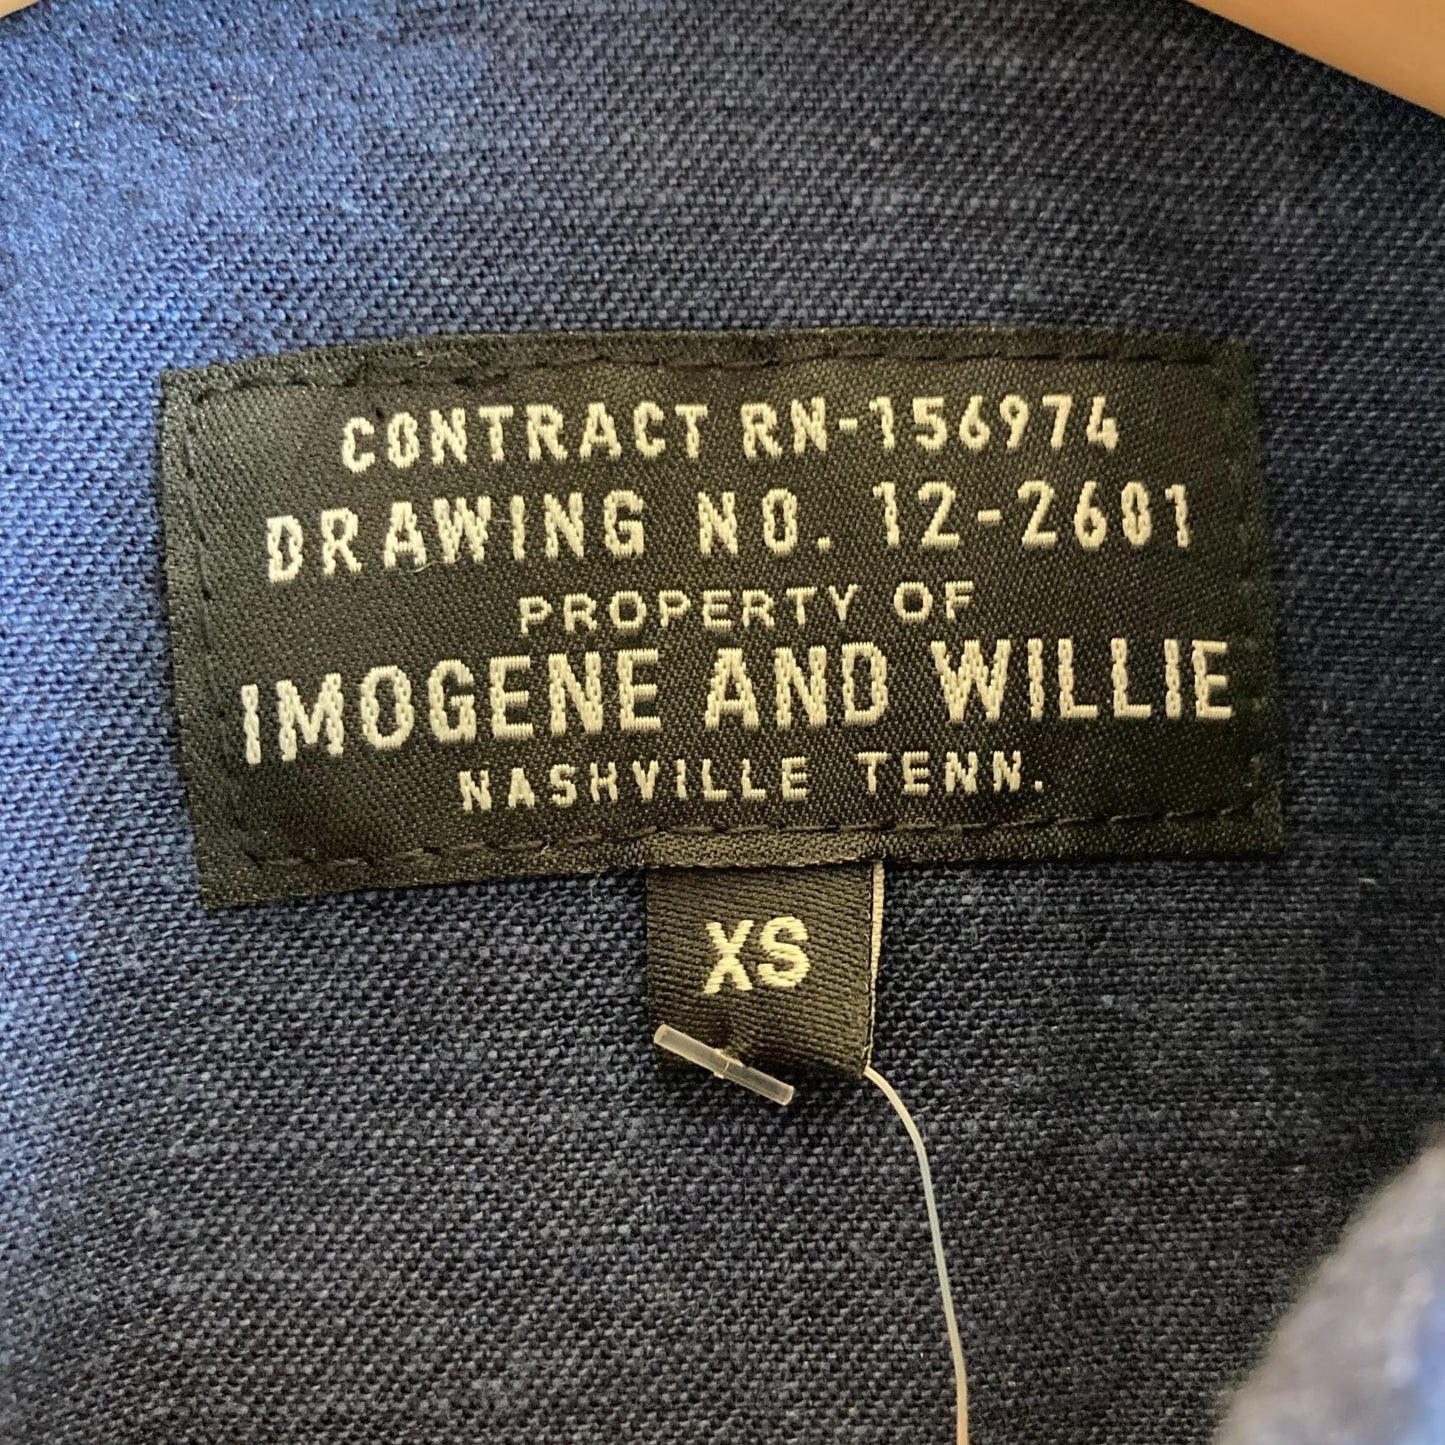 CONTRACT RN-156974
DRAWING NO. 12-2601
PROPERTY OF
IMOGENE AND WILLIE
NASHVILLE TENN.
XS